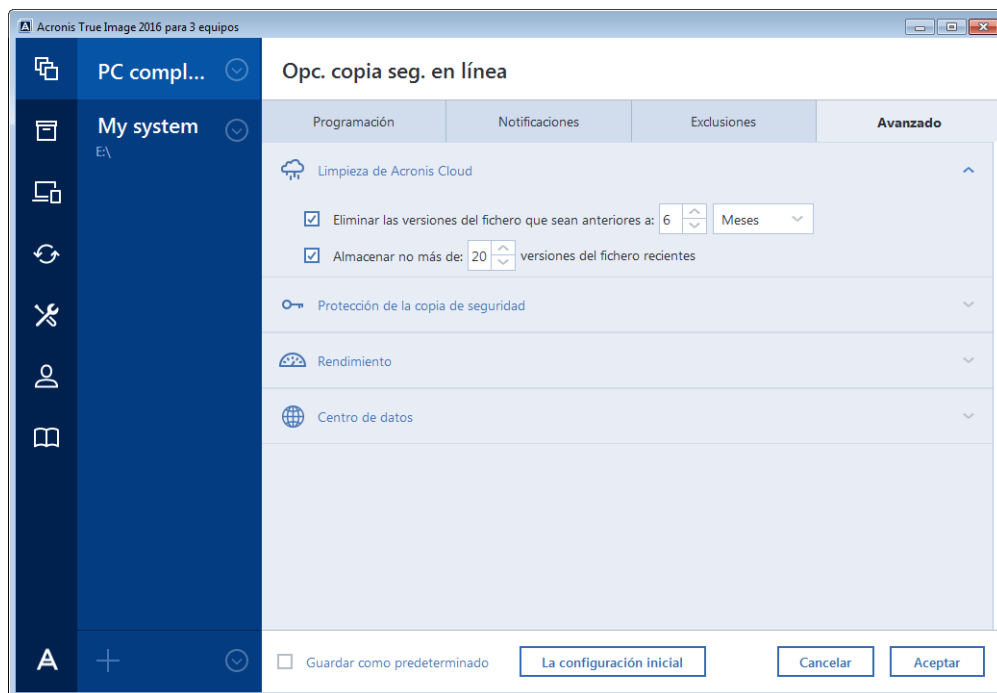 Acronis True Image 2016 para 3 equipos
PC compl...
My system
E:\
Opc. copia seg. en línea
Programación
Notificaciones
Exclusiones
Avanzado
Limpieza de Acronis Cloud
Eliminar las versiones del fichero que sean anteriores a: 6 Meses
Almacenar no más de: 20 versiones del fichero recientes
Protección de la copia de seguridad
Rendimiento
Centro de datos
Guardar como predeterminado
La configuración inicial
Cancelar
Aceptar